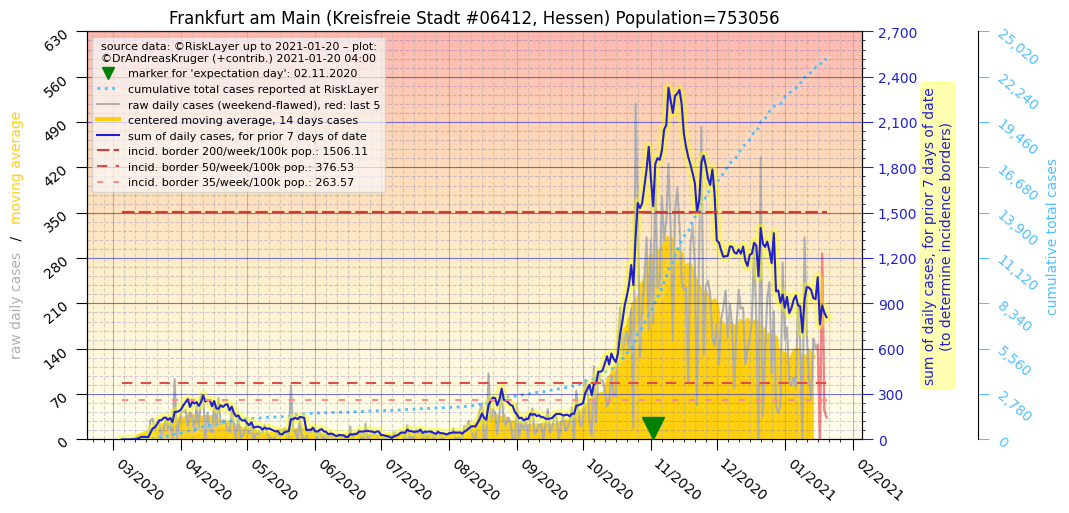 Frankfurt am Main (Kreisfreie Stadt #06412, Hessen) Population=753056
source data: ©RiskLayer up to 2021-01-20 – plot:
©DrAndreasKruger (+contrib.) 2021-01-20 04:00
marker for 'expectation day': 02.11.2020
cumulative total cases reported at RiskLayer
raw daily cases (weekend-flawed), red: last 5
centered moving average, 14 days cases
sum of daily cases, for prior 7 days of date
incid. border 200/week/100k pop.: 1506.11
incid. border 50/week/100k pop.: 376.53
incid. border 35/week/100k pop.: 263.57
raw daily cases / moving average
630
560
490
420
350
280
210
140
70
0
03/2020
04/2020
05/2020
06/2020
07/2020
08/2020
09/2020
10/2020
11/2020
12/2020
01/2021
02/2021
2,700
2,400
2,100
1,800
1,500
1,200
900
600
300
0
sum of daily cases, for prior 7 days of date
(to determine incidence borders)
25,020
22,240
19,460
16,680
13,900
11,120
8,340
5,560
2,780
0
cumulative total cases